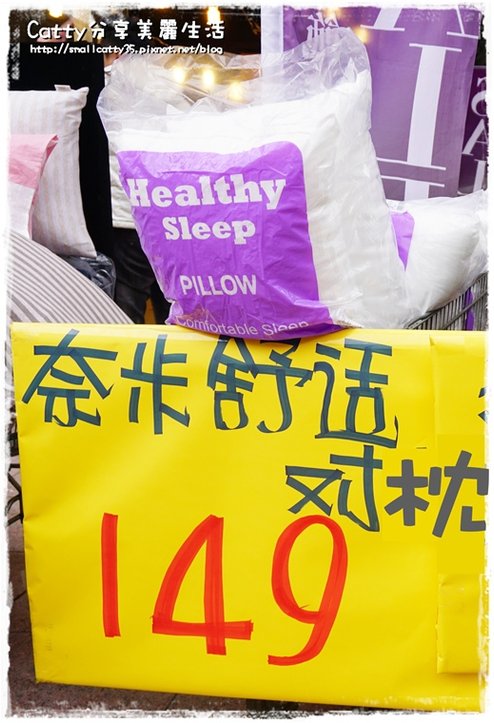 Catty分享美麗生活
http://smallcatty35.pixnet.net/blog
Healthy
Sleep
PILLOW
Comfortable Sleep
奈米舒适
对枕
149